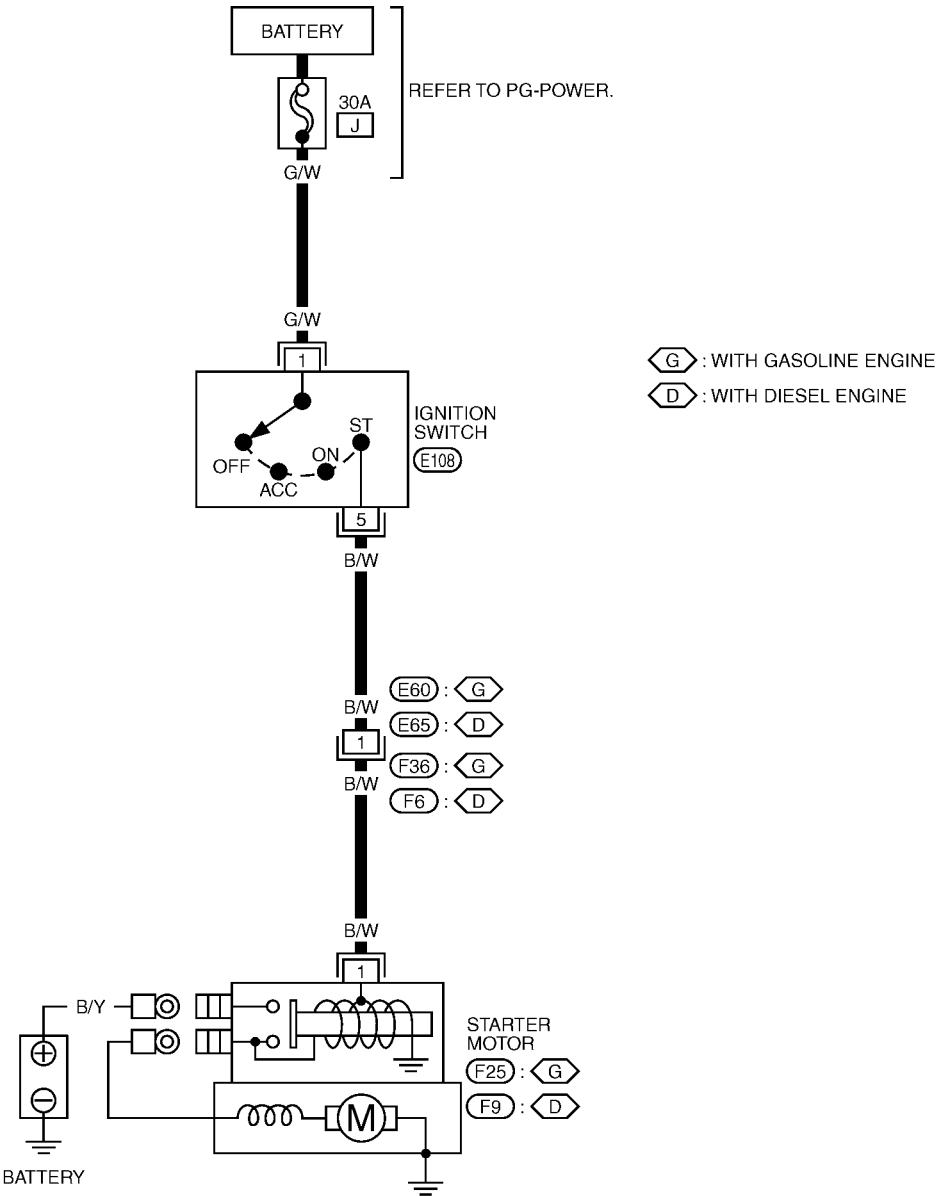 BATTERY
REFER TO PG-POWER.
30A
J
G/W
G/W
1
G : WITH GASOLINE ENGINE
D : WITH DIESEL ENGINE
IGNITION
SWITCH
E108
ST
ON
OFF
ACC
5
B/W
E60 : G
B/W
E65 : D
1
F36 : G
B/W
F6 : D
B/W
1
B/Y
STARTER
MOTOR
F25 : G
F9 : D
M
BATTERY